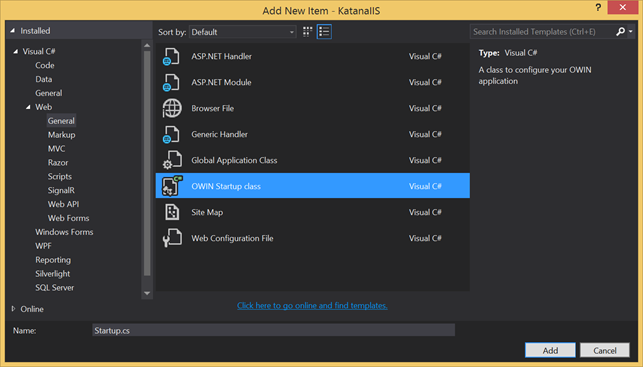 Add New Item - KatanaIIS
? ×
Installed
Sort by: Default
Search Installed Templates (Ctrl+E)
Visual C#
Code
Data
General
Web
General
Markup
MVC
Razor
Scripts
SignalR
Web API
Web Forms
Windows Forms
WPF
Reporting
Silverlight
SQL Server
Online
ASP.NET Handler Visual C#
ASP.NET Module Visual C#
Browser File Visual C#
Generic Handler Visual C#
Global Application Class Visual C#
C#
OWIN Startup class Visual C#
Site Map Visual C#
Web Configuration File Visual C#
Click here to go online and find templates.
Type: Visual C#
A class to configure your OWIN
application
Name: Startup.cs
Add Cancel